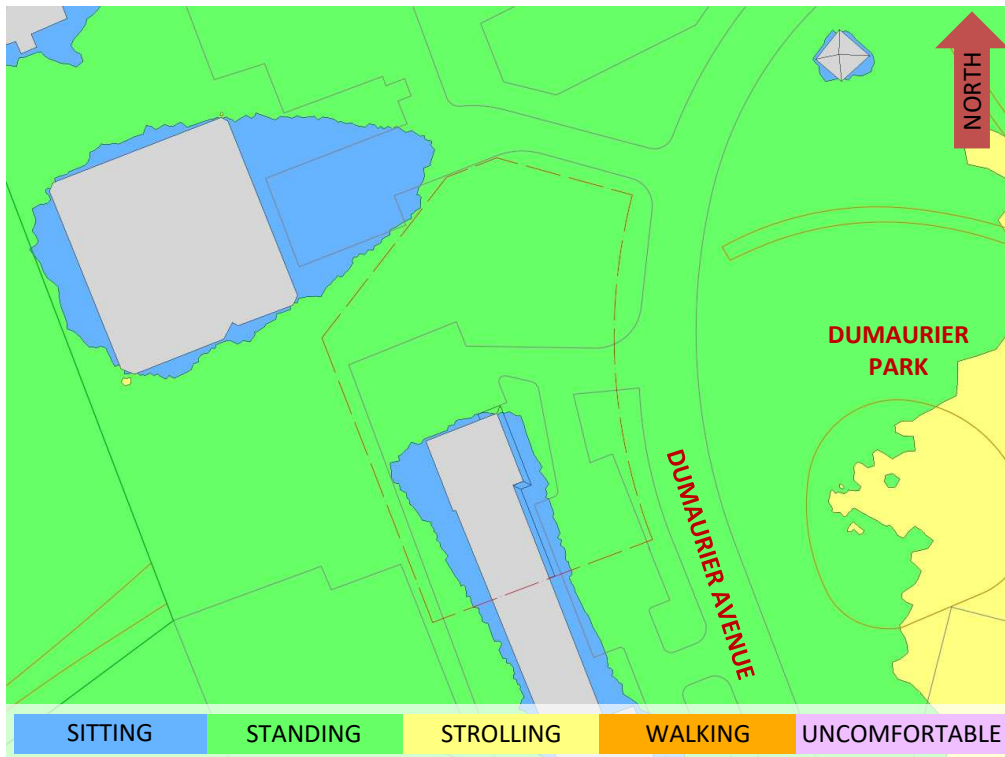 NORTH
DUMAURIER
PARK
DUMAURIER AVENUE
SITTING
STANDING
STROLLING
WALKING
UNCOMFORTABLE